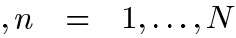 , n = 1, . . . , N